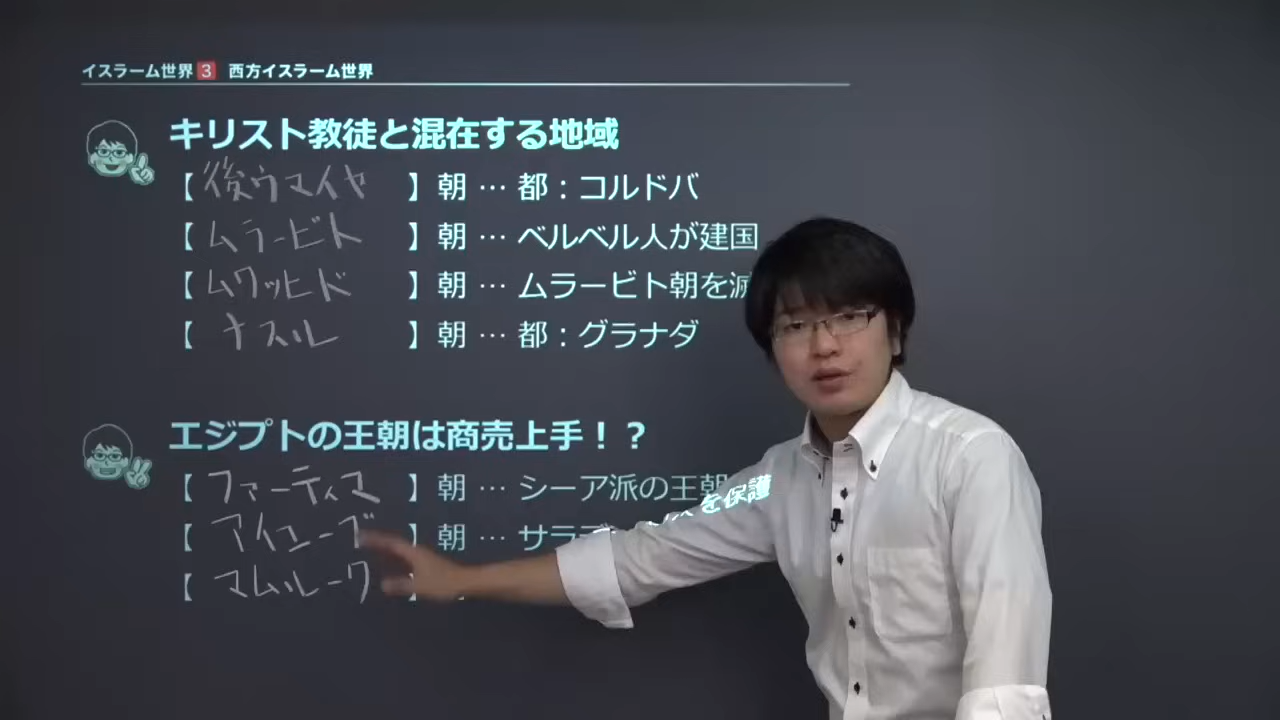 イスラーム世界 3 西方イスラーム世界
キリスト教徒と混在する地域
【後ウマイヤ】朝 … 都：コルドバ
【ムラービト】朝 … ベルベル人が建国
【ムワッヒド】朝 … ムラービト朝を滅
【ナスル】朝 … 都：グラナダ
エジプトの王朝は商売上手！？
【ファーティマ】朝 … シーア派の王朝
【アイユーブ】朝 … サラ
を保護
【マムルーク】